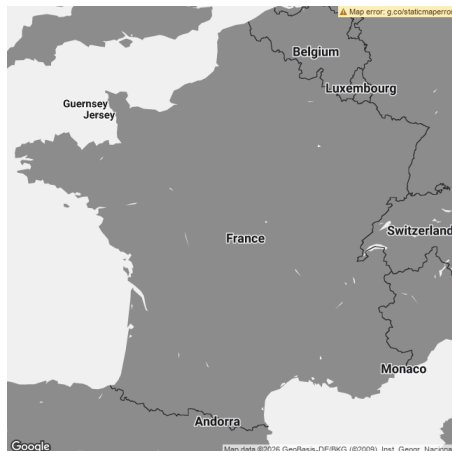 Map error: g.co/staticmaperror
Belgium
Luxembourg
Guernsey
Jersey
France
Switzerland
Monaco
Andorra
Google
Map data ©2026 GeoBasis-DE/BKG (©2009), Inst. Geogr. Nacional